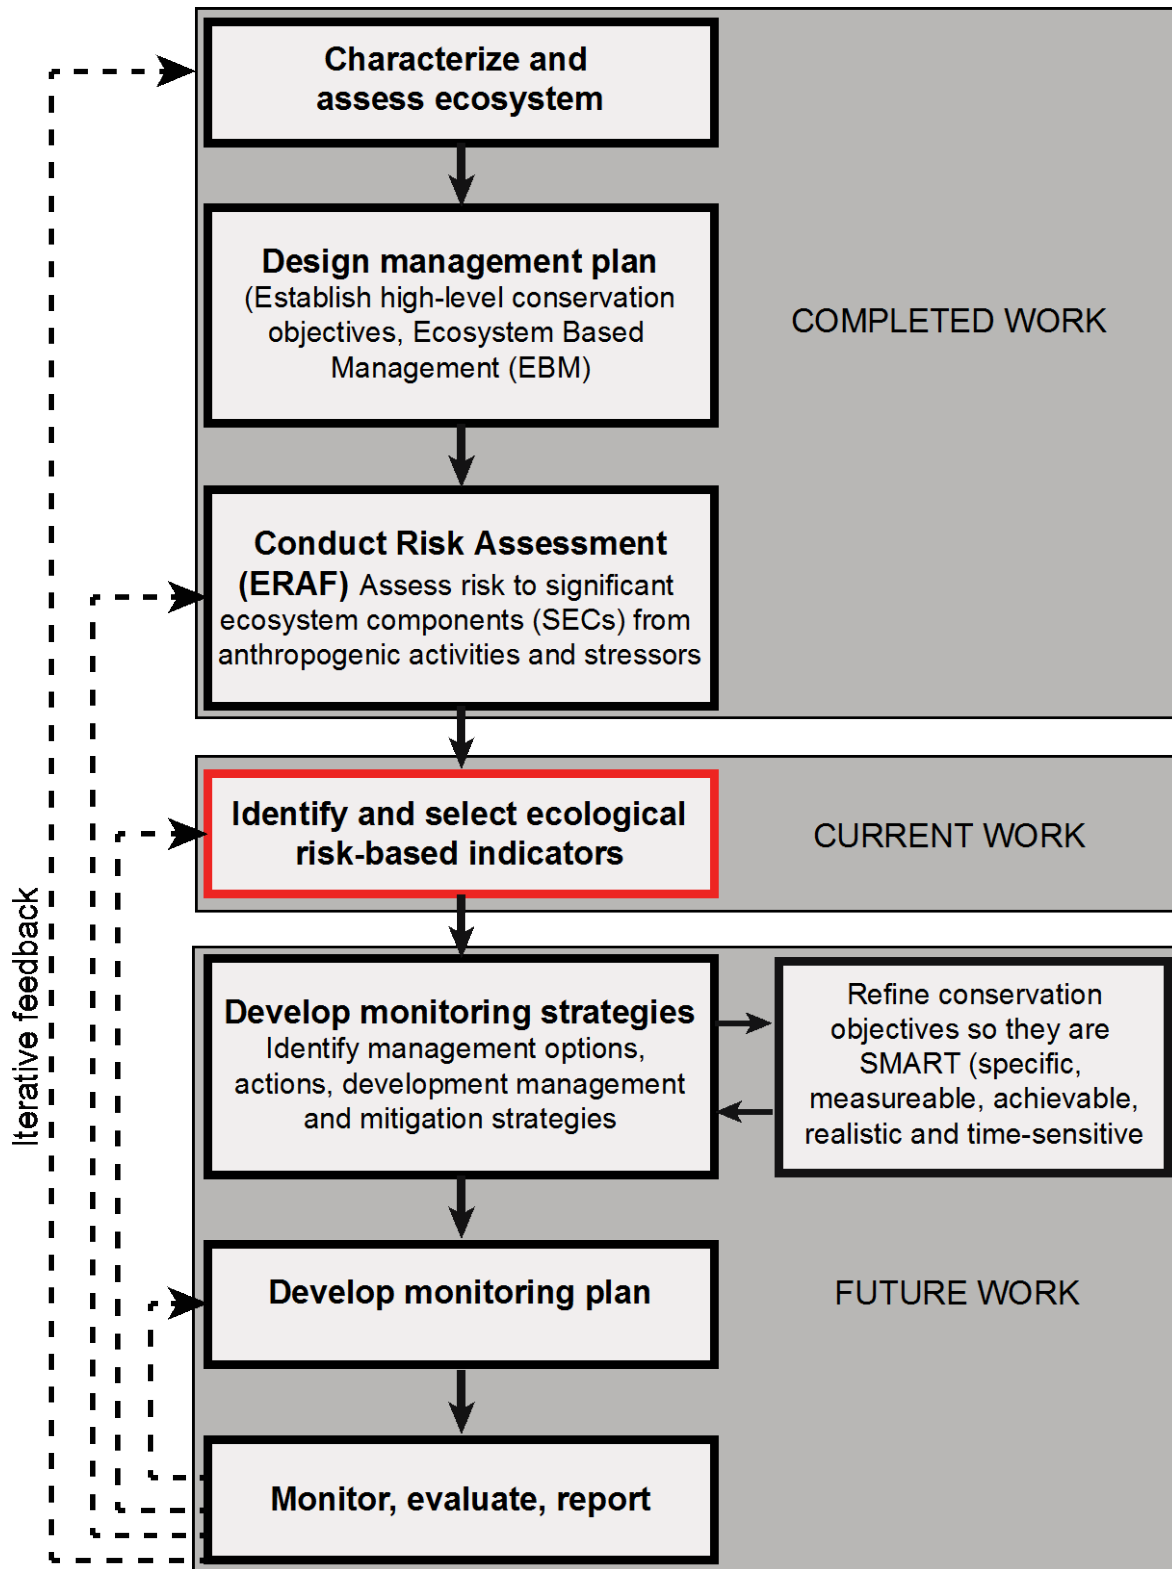 Characterize and
assess ecosystem
Design management plan
(Establish high-level conservation
objectives, Ecosystem Based
Management (EBM)
COMPLETED WORK
Conduct Risk Assessment
(ERAF) Assess risk to significant
ecosystem components (SECs) from
anthropogenic activities and stressors
Identify and select ecological
risk-based indicators
CURRENT WORK
Iterative feedback
Develop monitoring strategies
Identify management options,
actions, development management
and mitigation strategies
Refine conservation
objectives so they are
SMART (specific,
measureable, achievable,
realistic and time-sensitive
Develop monitoring plan
FUTURE WORK
Monitor, evaluate, report